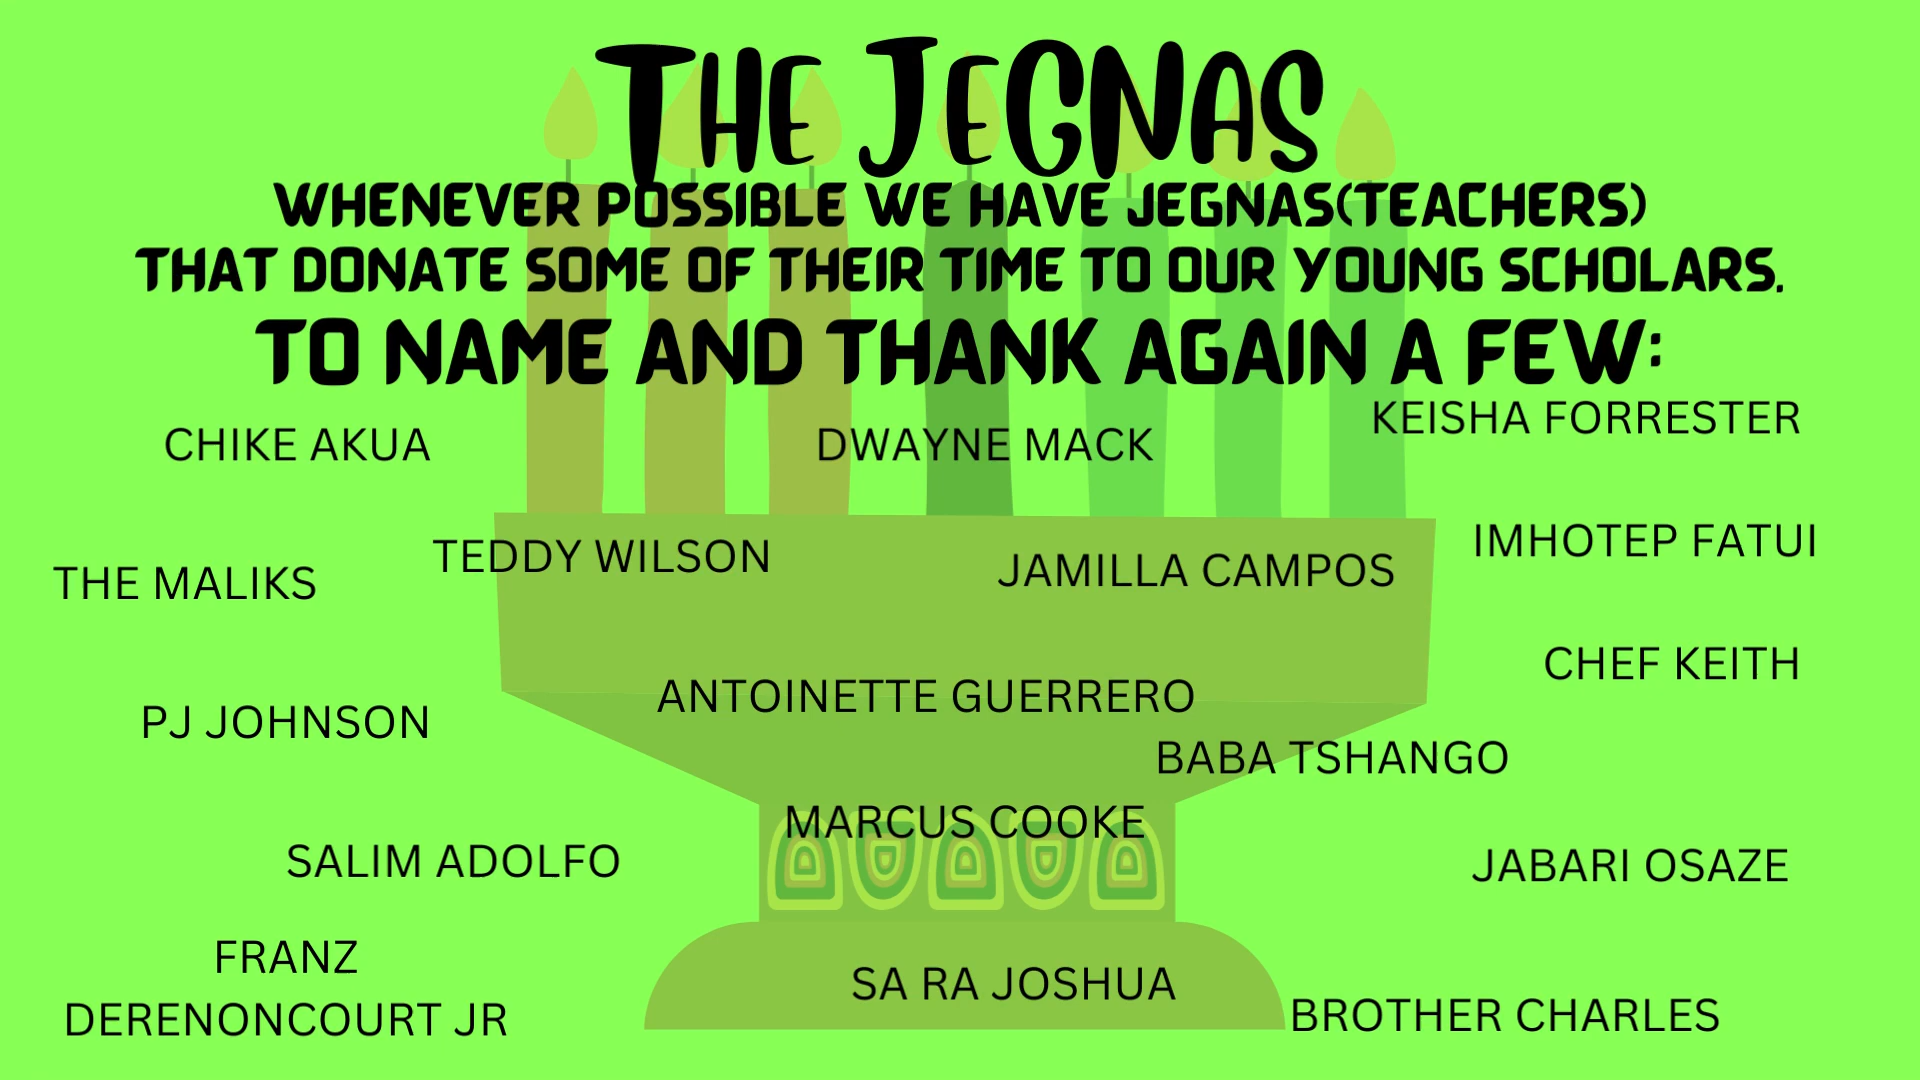 THE JEGNAS
WHENEVER POSSIBLE WE HAVE JEGNAS(TEACHERS)
THAT DONATE SOME OF THEIR TIME TO OUR YOUNG SCHOLARS.
TO NAME AND THANK AGAIN A FEW:
CHIKE AKUA
DWAYNE MACK
KEISHA FORRESTER
THE MALIKS
TEDDY WILSON
JAMILLA CAMPOS
IMHOTEP FATUI
CHEF KEITH
PJ JOHNSON
ANTOINETTE GUERRERO
BABA TSHANGO
MARCUS COOKE
SALIM ADOLFO
JABARI OSAZE
FRANZ
DERENONCOURT JR
SA RA JOSHUA
BROTHER CHARLES